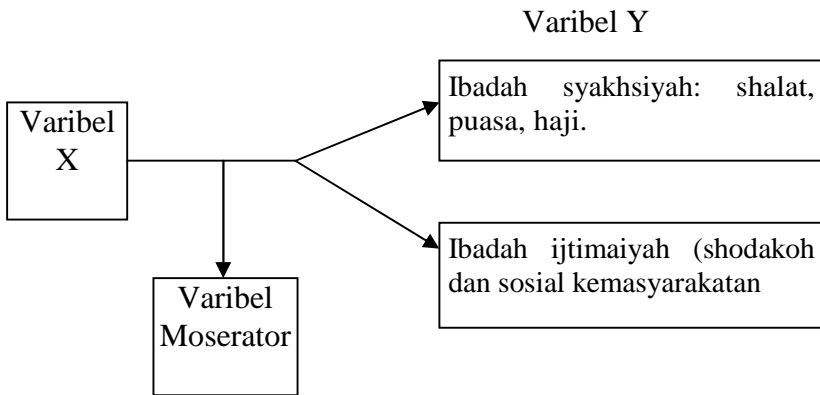 Varibel Y
Varibel
X
Ibadah syakhsiyah: shalat,
puasa, haji.
Ibadah ijtimaiyah (shodakoh
dan sosial kemasyarakatan
Varibel
Moserator